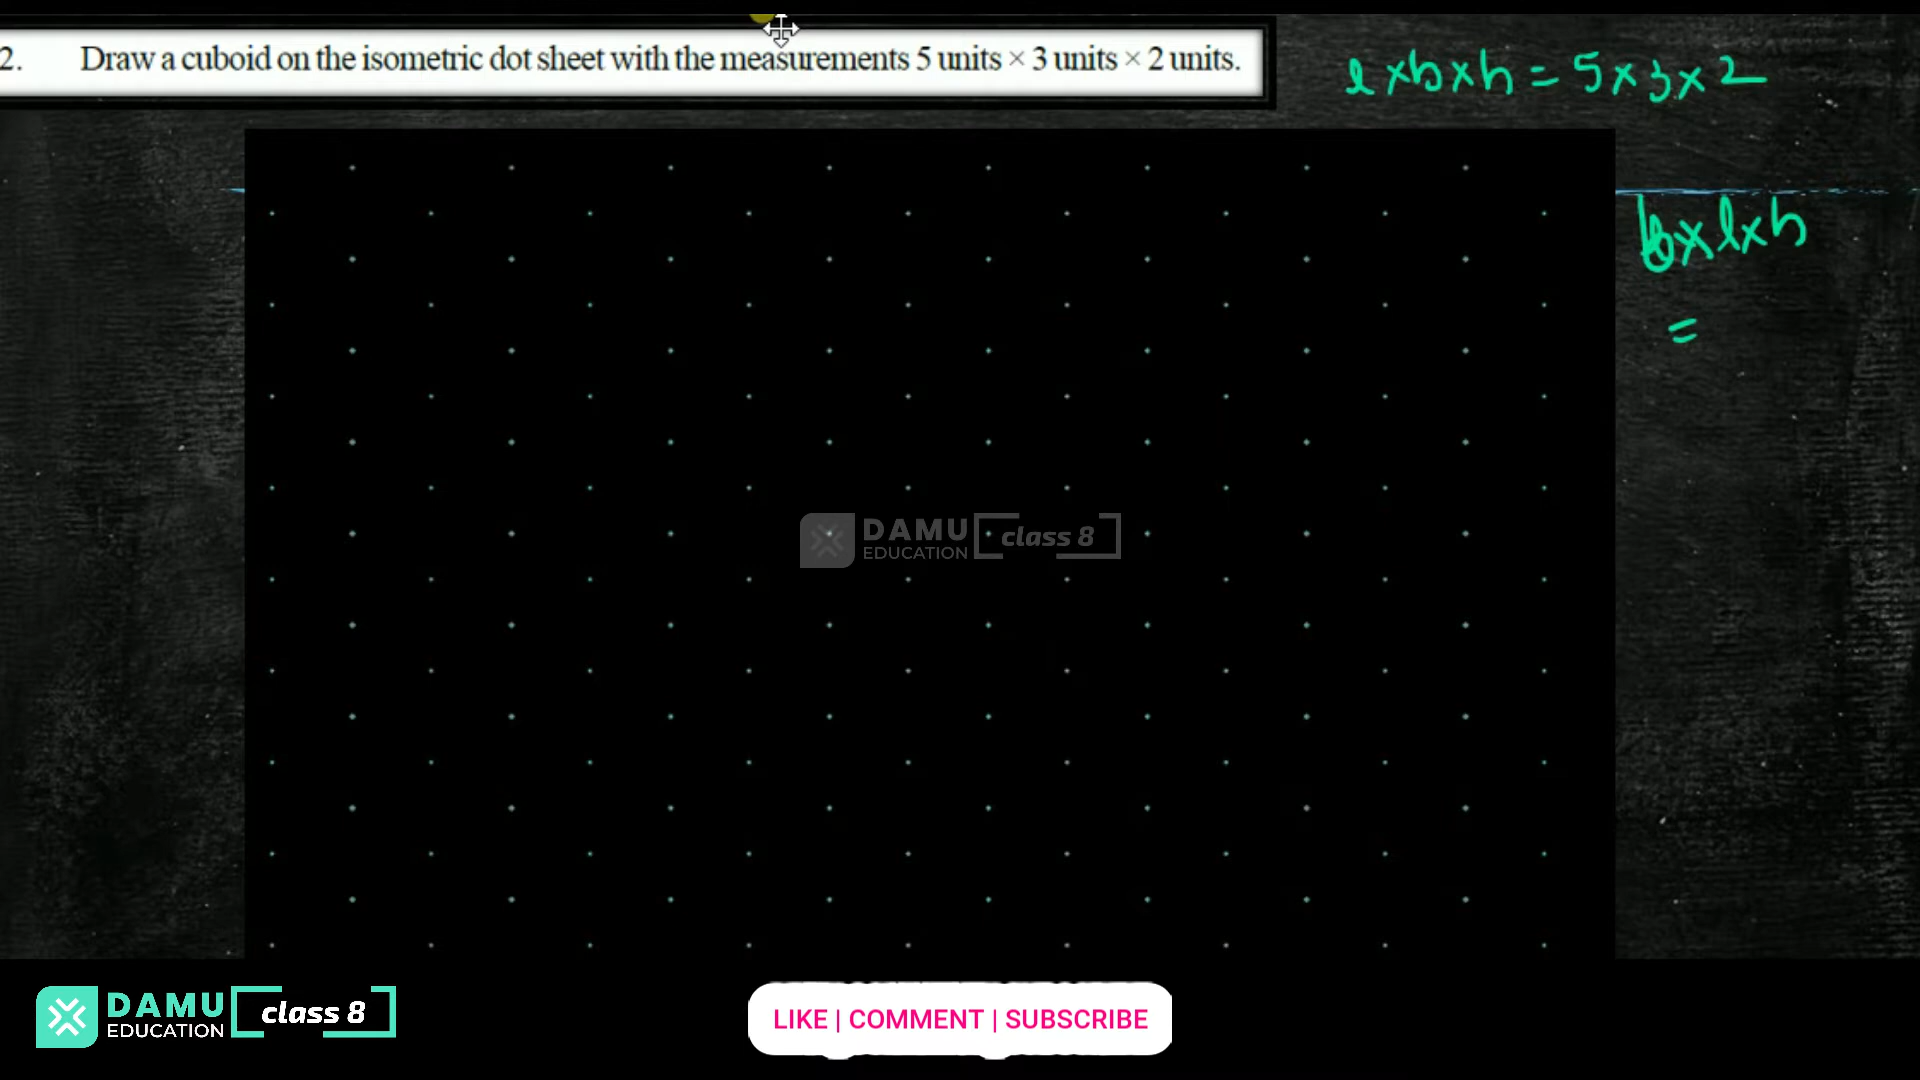 2. Draw a cuboid on the isometric dot sheet with the measurements 5 units × 3 units × 2 units.
l x b x h = 5 x 3 x 2
b x l x h
=
DAMU
EDUCATION
class 8
DAMU
EDUCATION
class 8
LIKE | COMMENT | SUBSCRIBE